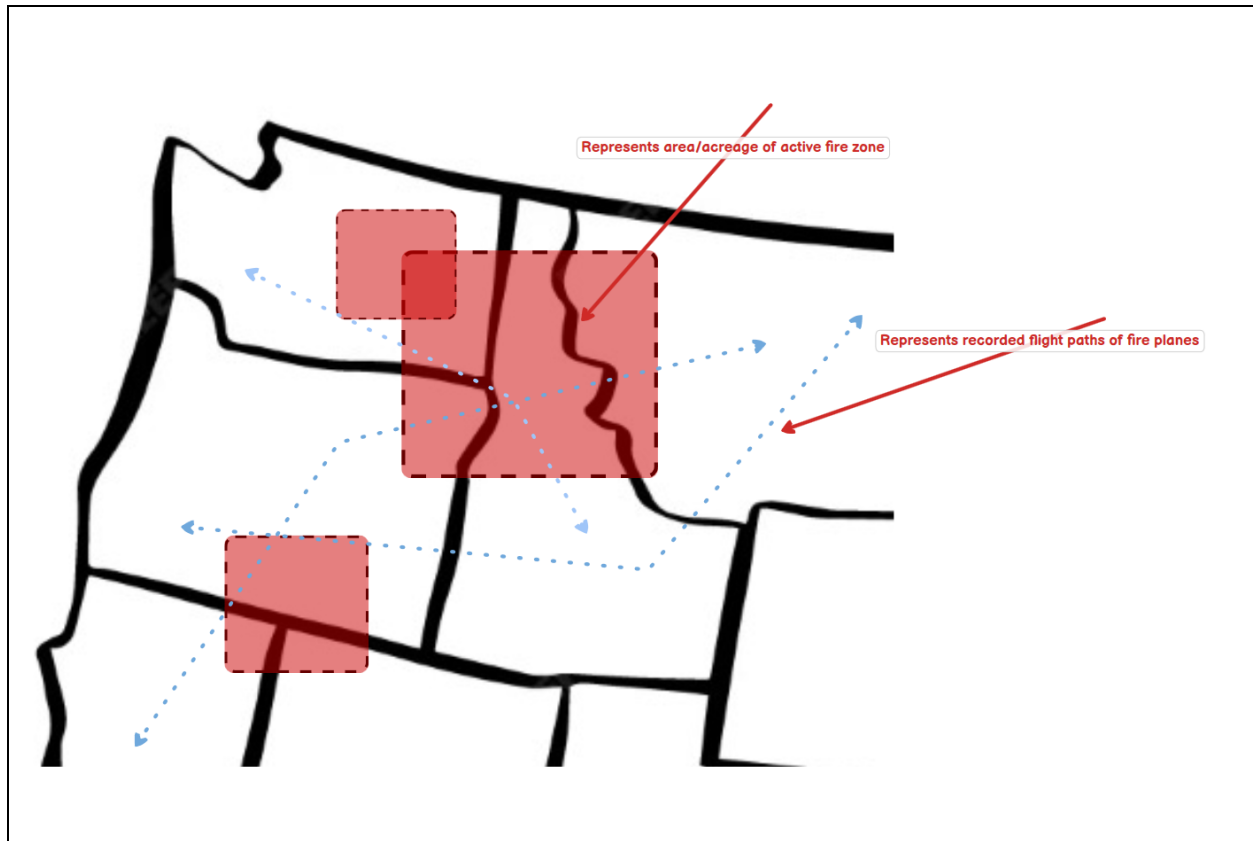 Represents area/acreage of active fire zone
Represents recorded flight paths of fire planes